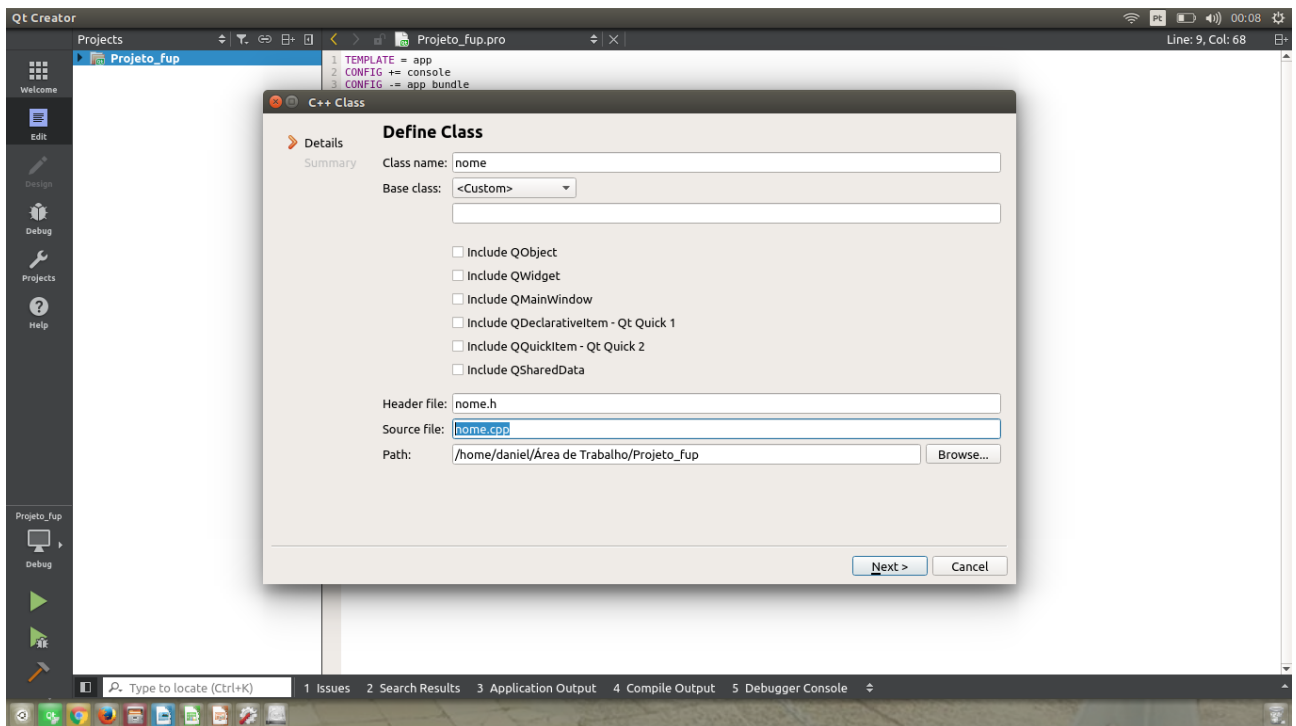 Qt Creator
Pt
00:08
Projects
Projeto_fup.pro
Line: 9, Col: 68
Projeto_fup
1 TEMPLATE = app
2 CONFIG += console
3 CONFIG -= app_bundle
Welcome
Edit
Design
Debug
Projects
Help
Projeto_fup
Debug
C++ Class
Details
Summary
Define Class
Class name: nome
Base class: <Custom>
Include QObject
Include QWidget
Include QMainWindow
Include QDeclarativeItem - Qt Quick 1
Include QQuickItem - Qt Quick 2
Include QSharedData
Header file: nome.h
Source file: nome.cpp
Path: /home/daniel/Área de Trabalho/Projeto_fup
Browse...
Next >
Cancel
Type to locate (Ctrl+K)
1 Issues 2 Search Results 3 Application Output 4 Compile Output 5 Debugger Console